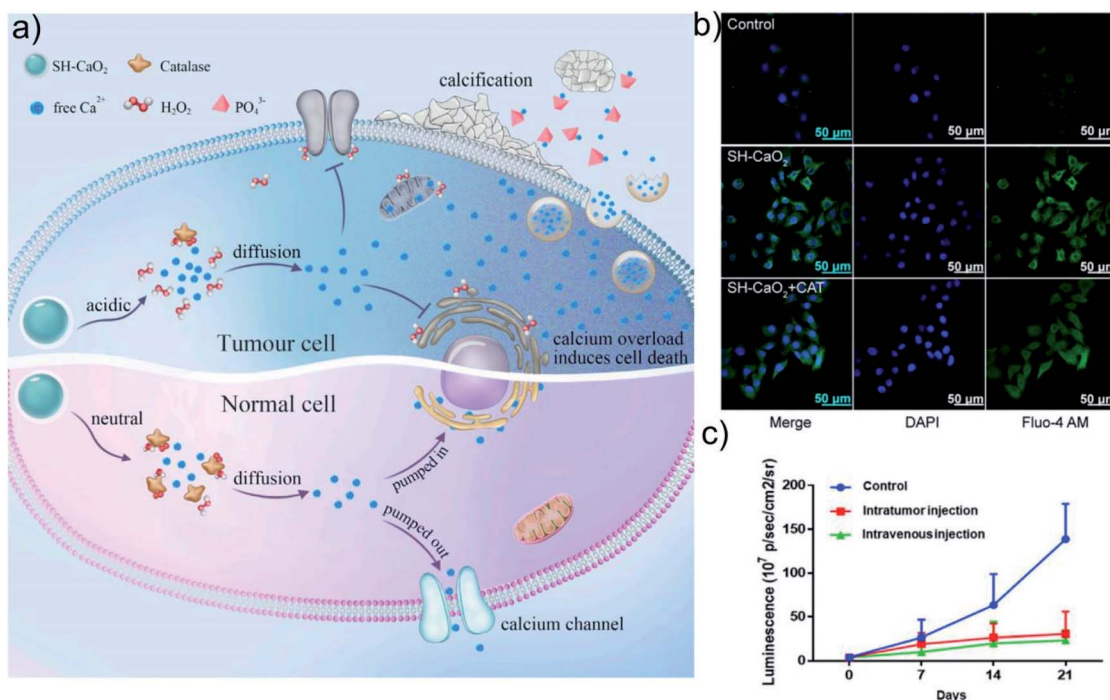 a)
SH-CaO₂
Catalase
free Ca²⁺
H₂O₂
PO₄³⁻
calcification
diffusion
acidic
Tumour cell
calcium overload
induces cell death
Normal cell
neutral
diffusion
pumped in
pumped out
calcium channel
b)
Control
50 μm
50 μm
50 μm
SH-CaO₂
50 μm
50 μm
50 μm
SH-CaO₂+CAT
50 μm
50 μm
50 μm
Merge
DAPI
Fluo-4 AM
c)
Luminescence (10⁷ p/sec/cm2/sr)
200
150
100
50
0
Control
Intratumor injection
Intravenous injection
0
7
14
21
Days